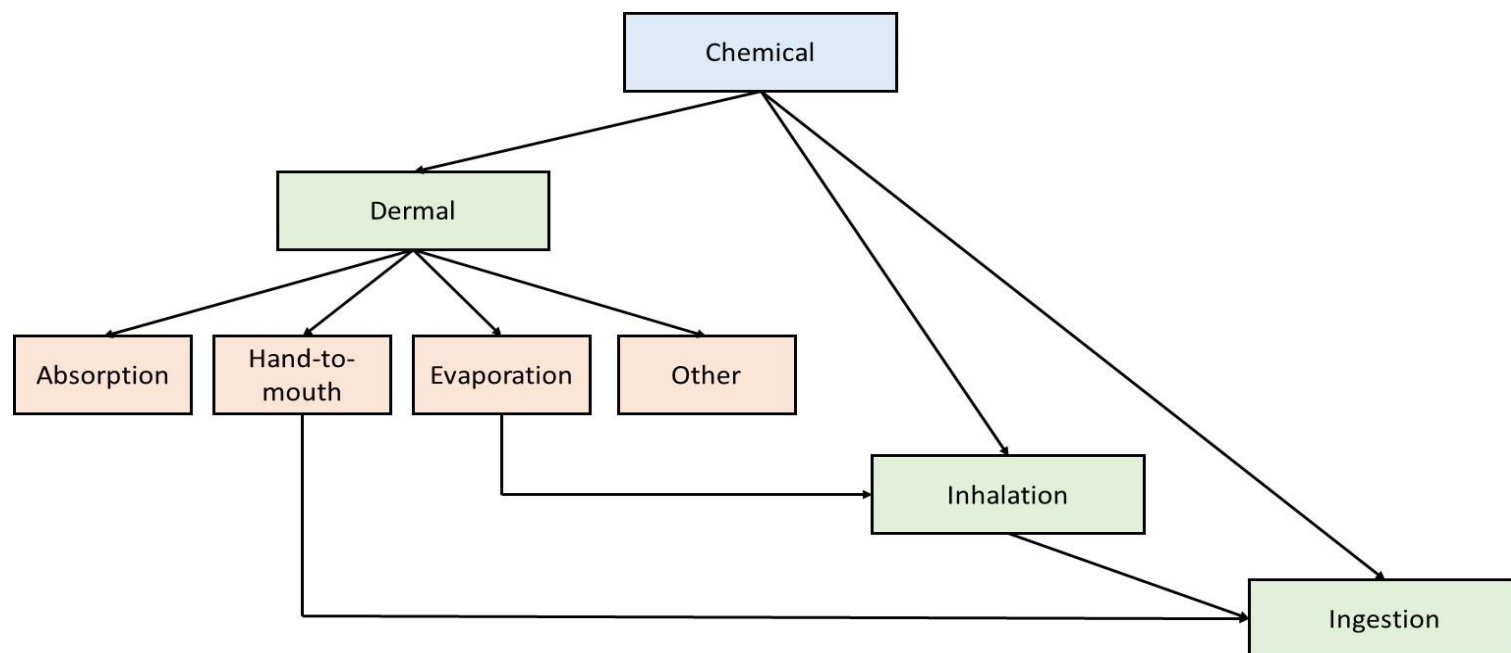 Chemical
Dermal
Absorption
Hand-to-
mouth
Evaporation
Other
Inhalation
Ingestion